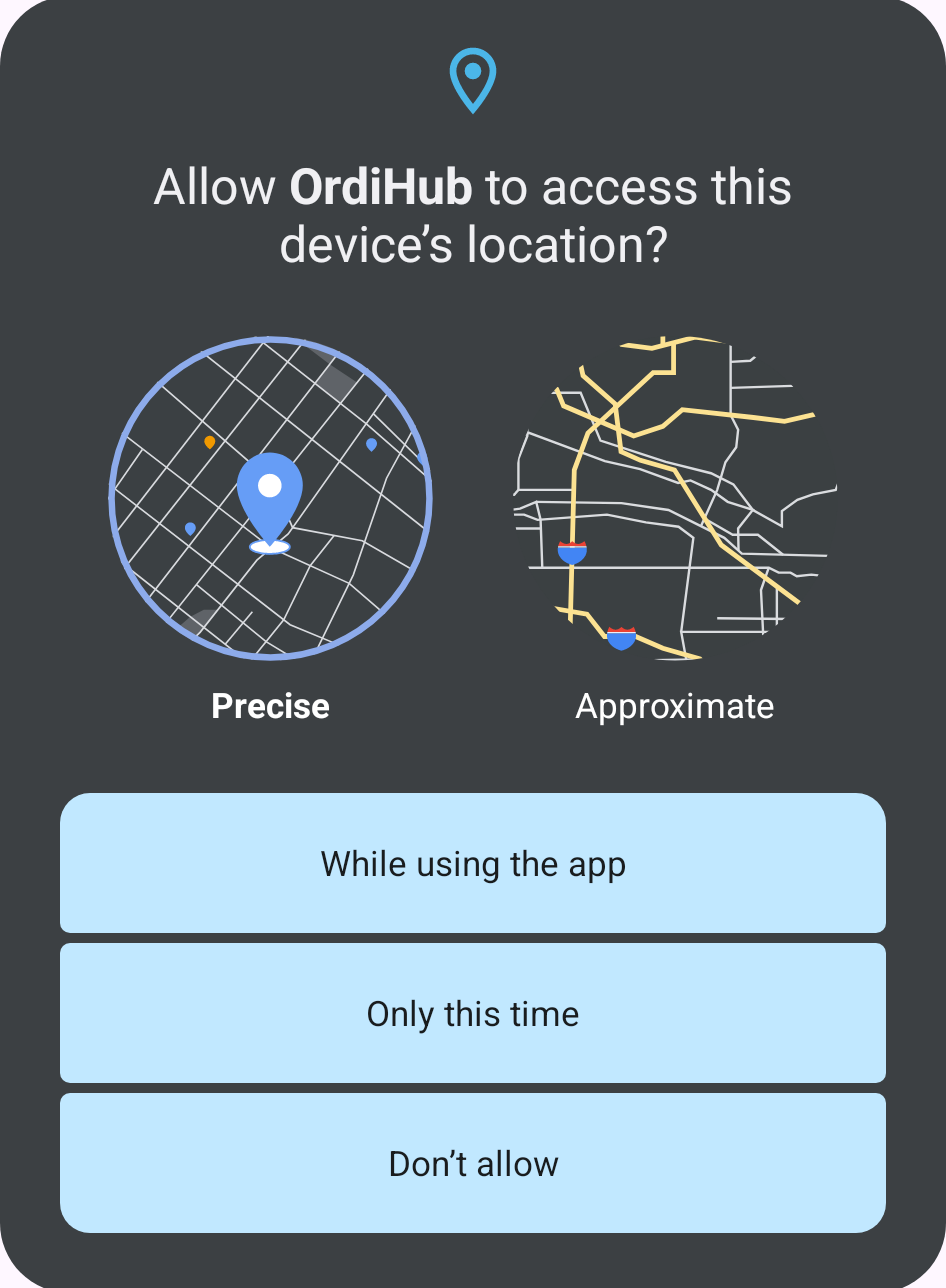 Allow OrdiHub to access this
device’s location?
Precise
Approximate
While using the app
Only this time
Don’t allow